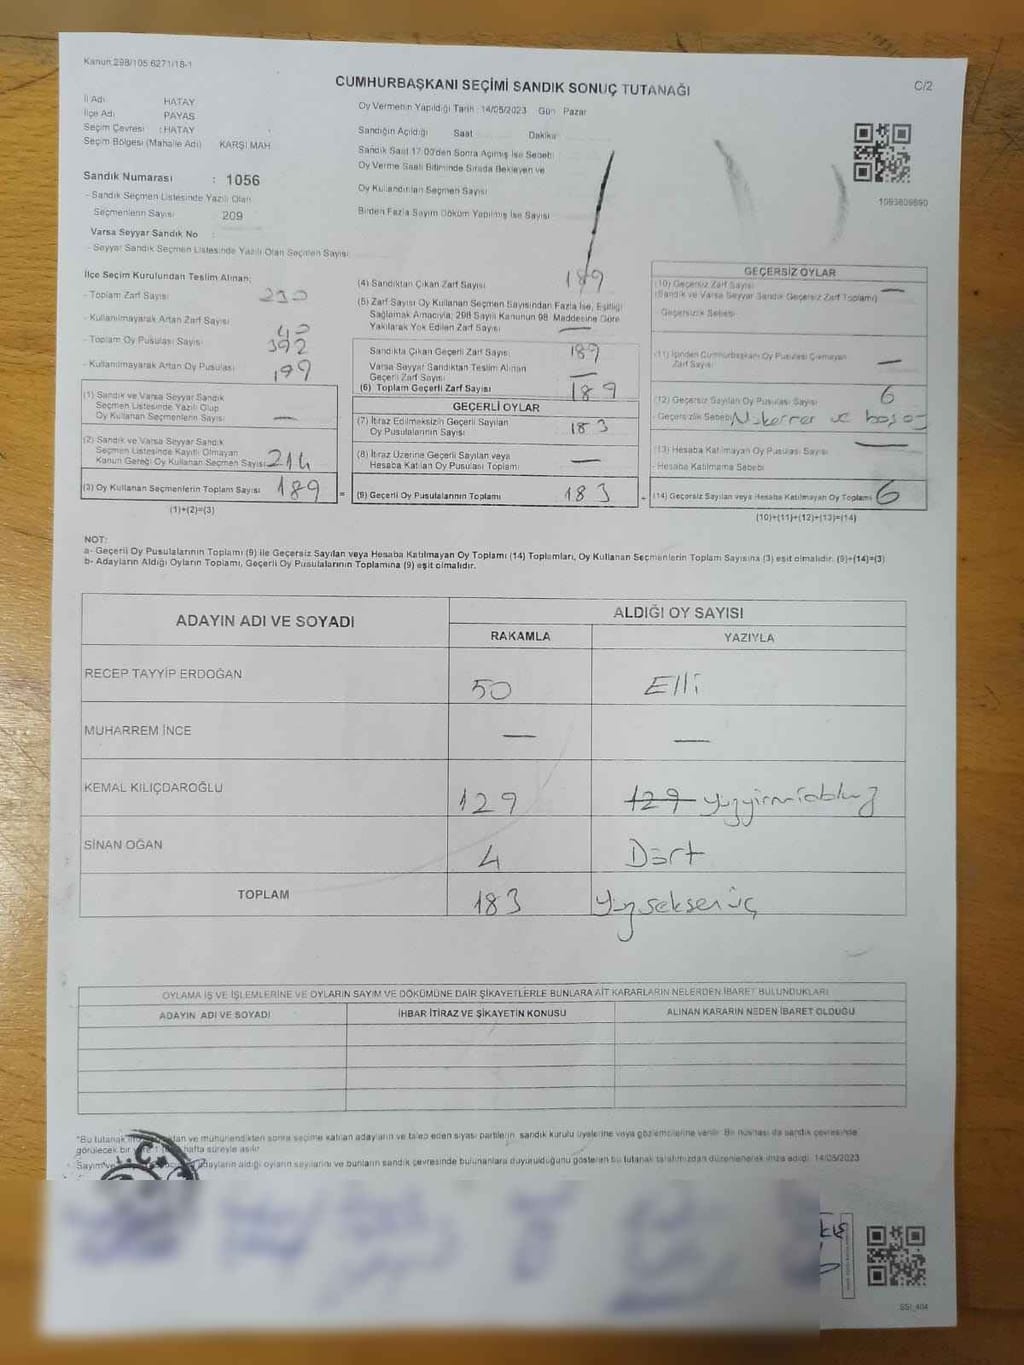 Kanun:298/105 6271/18-1
CUMHURBAŞKANI SEÇİMİ SANDIK SONUÇ TUTANAĞI
C/2
İl Adı HATAY
İlçe Adı PAYAS
Seçim Çevresi : HATAY
Seçim Bölgesi (Mahalle Adı) KARŞI MAH.
Oy Vermenin Yapıldığı Tarih : 14/05/2023 Gün Pazar
Sandığın Açıldığı Saat Dakika
Sandık Saat 17:00'den Sonra Açılmış İse Sebebi
Oy Verme Saati Bitiminde Sırada Bekleyen ve
Oy Kullandırılan Seçmen Sayısı
Birden Fazla Sayım Döküm Yapılmış İse Sayısı
1093809890
Sandık Numarası : 1056
- Sandık Seçmen Listesinde Yazılı Olan
Seçmenlerin Sayısı 209
Varsa Seyyar Sandık No :
- Seyyar Sandık Seçmen Listesinde Yazılı Olan Seçmen Sayısı
İlçe Seçim Kurulundan Teslim Alınan;
- Toplam Zarf Sayısı 230
- Kullanılmayarak Artan Zarf Sayısı 40
- Toplam Oy Pusulası Sayısı 392
- Kullanılmayarak Artan Oy Pusulası 199
(1) Sandık ve Varsa Seyyar Sandık
Seçmen Listesinde Yazılı Olup
Oy Kullanan Seçmenlerin Sayısı —
(2) Sandık ve Varsa Seyyar Sandık
Seçmen Listesinde Kayıtlı Olmayan
Kanun Gereği Oy Kullanan Seçmen Sayısı 214
(3) Oy Kullanan Seçmenlerin Toplam Sayısı 189 =
(1)+(2)=(3)
(4) Sandıktan Çıkan Zarf Sayısı 189
(5) Zarf Sayısı Oy Kullanan Seçmen Sayısından Fazla İse, Eşitliği
Sağlamak Amacıyla, 298 Sayılı Kanunun 98. Maddesine Göre
Yakılarak Yok Edilen Zarf Sayısı —
Sandıkta Çıkan Geçerli Zarf Sayısı 189
Varsa Seyyar Sandıktan Teslim Alınan
Geçerli Zarf Sayısı —
(6) Toplam Geçerli Zarf Sayısı 189
GEÇERLİ OYLAR
(7) İtiraz Edilmeksizin Geçerli Sayılan
Oy Pusulalarının Sayısı 183
(8) İtiraz Üzerine Geçerli Sayılan veya
Hesaba Katılan Oy Pusulası Toplamı —
(9) Geçerli Oy Pusulalarının Toplamı 183 +
GEÇERSİZ OYLAR
(10) Geçersiz Zarf Sayısı —
(Sandık ve Varsa Seyyar Sandık Geçersiz Zarf Toplamı)
- Geçersizlik Sebebi
(11) İçinden Cumhurbaşkanı Oy Pusulası Çıkmayan
Zarf Sayısı —
(12) Geçersiz Sayılan Oy Pusulası Sayısı 6
Geçersizlik Sebebi Mükerrer ve boş oy
(13) Hesaba Katılmayan Oy Pusulası Sayısı —
- Hesaba Katılmama Sebebi
(14) Geçersiz Sayılan veya Hesaba Katılmayan Oy Toplamı 6
(10)+(11)+(12)+(13)=(14)
NOT:
a- Geçerli Oy Pusulalarının Toplamı (9) ile Geçersiz Sayılan veya Hesaba Katılmayan Oy Toplamı (14) Toplamları, Oy Kullanan Seçmenlerin Toplam Sayısına (3) eşit olmalıdır. (9)+(14)=(3)
b- Adayların Aldığı Oyların Toplamı, Geçerli Oy Pusulalarının Toplamına (9) eşit olmalıdır.
ADAYIN ADI VE SOYADI
ALDIĞI OY SAYISI
RAKAMLA YAZIYLA
RECEP TAYYİP ERDOĞAN 50 Elli
MUHARREM İNCE — —
KEMAL KILIÇDAROĞLU 129 129 yüzyirmidokuz
SİNAN OĞAN 4 Dört
TOPLAM 183 Yüzseksenüç
OYLAMA İŞ VE İŞLEMLERİNE VE OYLARIN SAYIM VE DÖKÜMÜNE DAİR ŞİKAYETLERLE BUNLARA AİT KARARLARIN NELERDEN İBARET BULUNDUKLARI
ADAYIN ADI VE SOYADI İHBAR İTİRAZ VE ŞİKAYETİN KONUSU ALINAN KARARIN NEDEN İBARET OLDUĞU
*Bu tutanak ve mühürlendikten sonra seçime katılan adayların ve talep eden siyasi partilerin, sandık kurulu üyelerine veya gözlemcilerine verilir. Bir nüshası da sandık çevresinde
görülecek bir yere hafta süreyle asılır.
Sayım ve adayların aldığı oyların sayılarını ve bunların sandık çevresinde bulunanlara duyurulduğunu gösteren bu tutanak tarafımızdan düzenlenerek imza edildi. 14/05/2023
T.C.
SSI_404